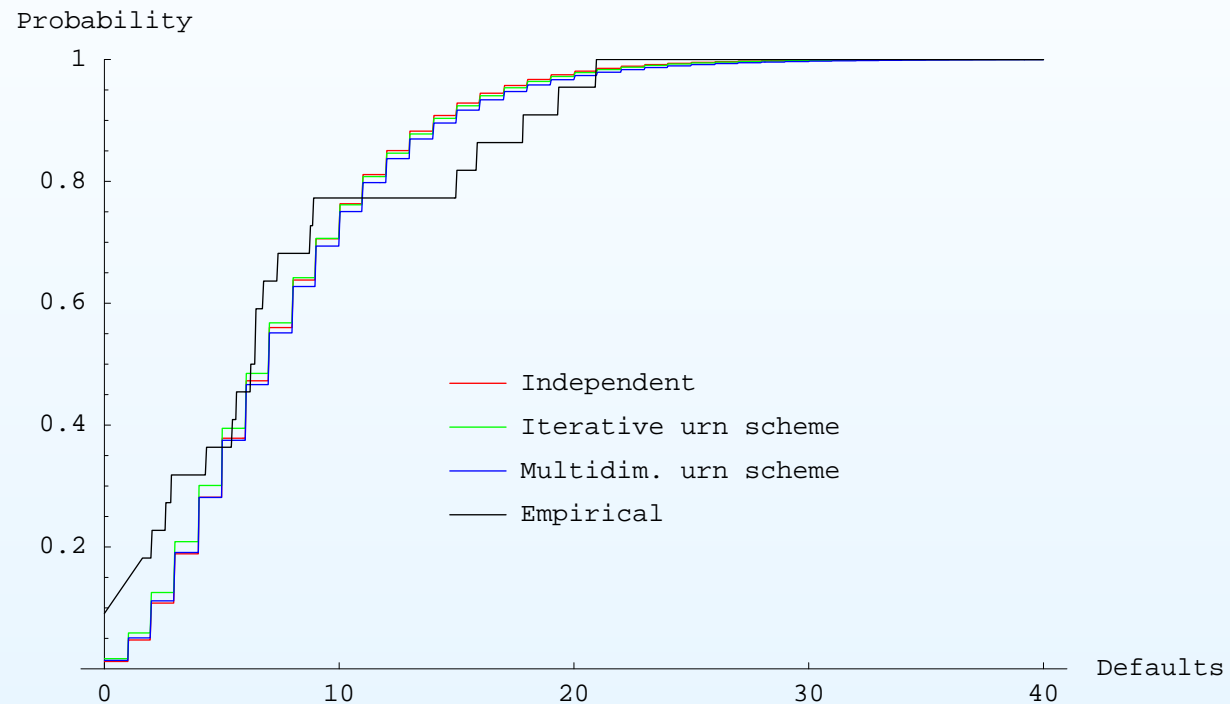 Probability
1
0.8
0.6
0.4
0.2
Independent
Iterative urn scheme
Multidim. urn scheme
Empirical
0 10 20 30 40
Defaults